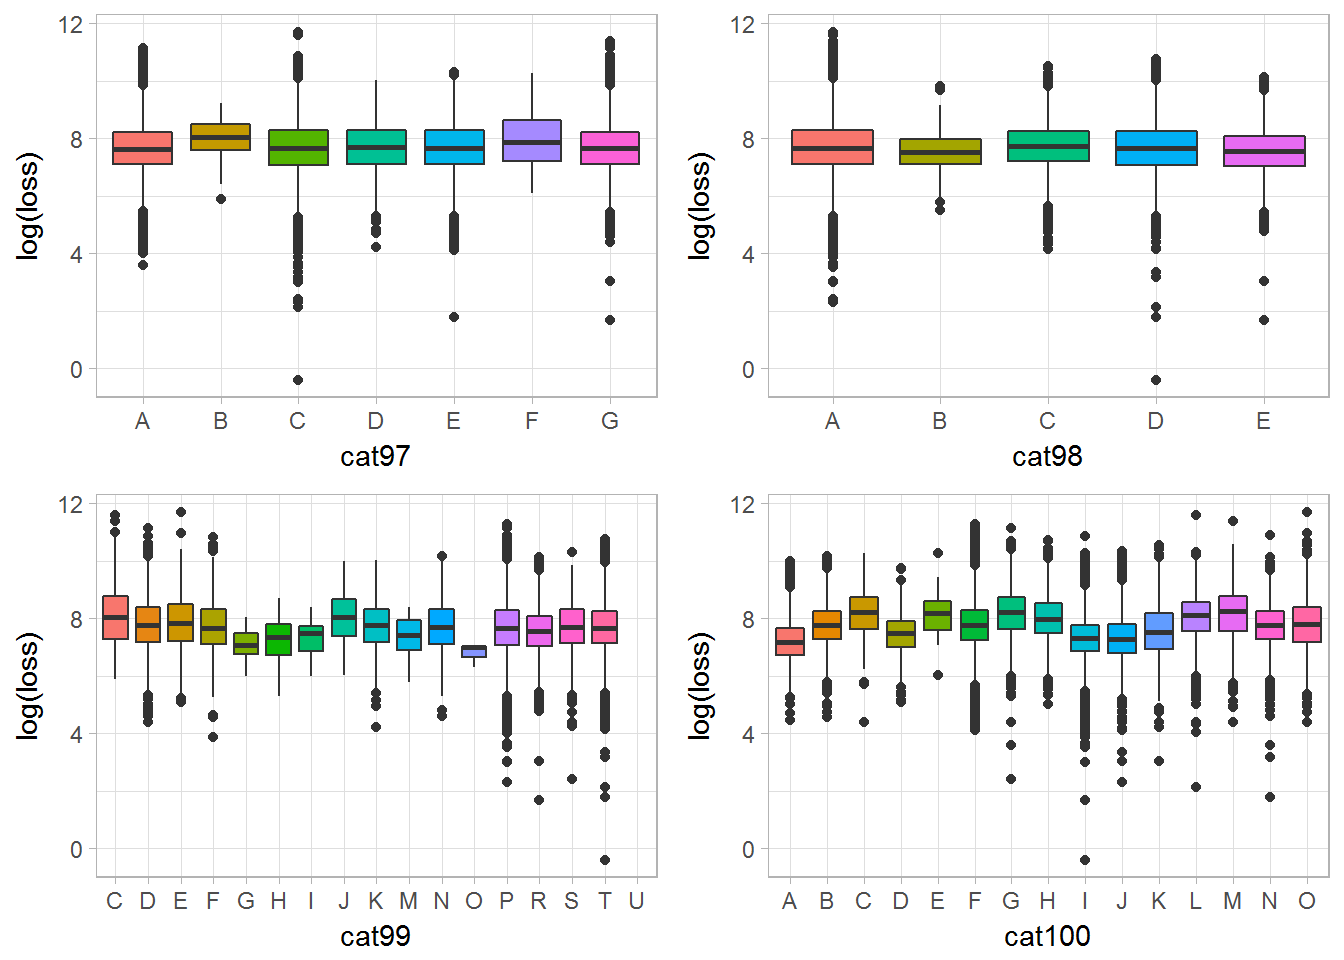 12
8
4
0
log(loss)
A B C D E F G
cat97
12
8
4
0
log(loss)
A B C D E
cat98
12
8
4
0
log(loss)
C D E F G H I J K M N O P R S T U
cat99
12
8
4
0
log(loss)
A B C D E F G H I J K L M N O
cat100